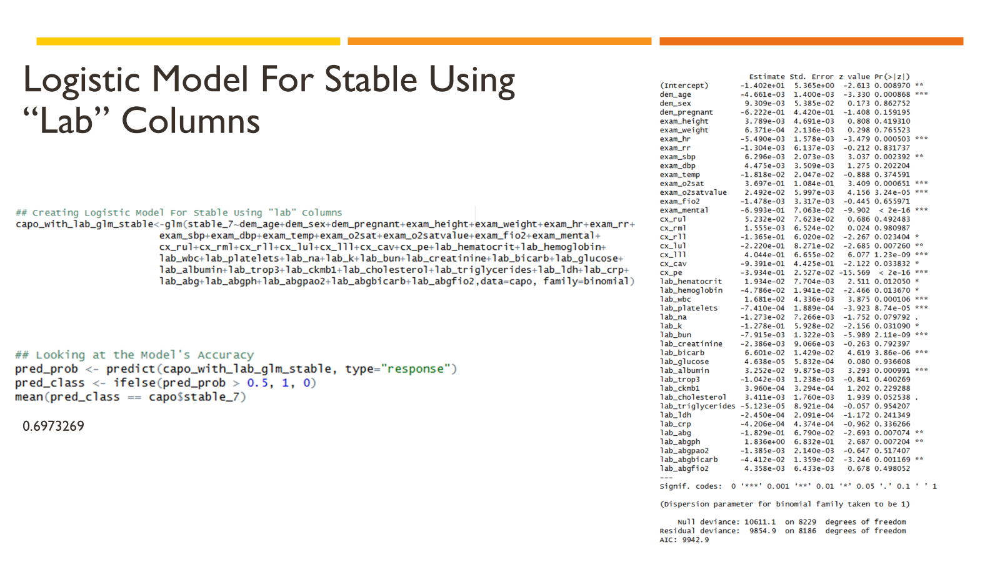 Logistic Model For Stable Using
“Lab” Columns
## Creating Logistic Model For Stable Using "lab" Columns
capo_with_lab_glm_stable<-glm(stable_7~dem_age+dem_sex+dem_pregnant+exam_height+exam_weight+exam_hr+exam_rr+
exam_sbp+exam_dbp+exam_temp+exam_o2sat+exam_o2satvalue+exam_fio2+exam_mental+
cx_rul+cx_rml+cx_rll+cx_lul+cx_lll+cx_cav+cx_pe+lab_hematocrit+lab_hemoglobin+
lab_wbc+lab_platelets+lab_na+lab_k+lab_bun+lab_creatinine+lab_bicarb+lab_glucose+
lab_albumin+lab_trop3+lab_ckmb1+lab_cholesterol+lab_triglycerides+lab_ldh+lab_crp+
lab_abg+lab_abgph+lab_abgpao2+lab_abgbicarb+lab_abgfio2,data=capo, family=binomial)
## Looking at the Model's Accuracy
pred_prob <- predict(capo_with_lab_glm_stable, type="response")
pred_class <- ifelse(pred_prob > 0.5, 1, 0)
mean(pred_class == capo$stable_7)
0.6973269
Estimate Std. Error z value Pr(>|z|)
(Intercept) -1.402e+01 5.365e+00 -2.613 0.008970 **
dem_age -4.661e-03 1.400e-03 -3.330 0.000868 ***
dem_sex 9.309e-03 5.385e-02 0.173 0.862752
dem_pregnant -6.222e-01 4.420e-01 -1.408 0.159195
exam_height 3.789e-03 4.691e-03 0.808 0.419310
exam_weight 6.371e-04 2.136e-03 0.298 0.765523
exam_hr -5.490e-03 1.578e-03 -3.479 0.000503 ***
exam_rr -1.304e-03 6.137e-03 -0.212 0.831737
exam_sbp 6.296e-03 2.073e-03 3.037 0.002392 **
exam_dbp 4.475e-03 3.509e-03 1.275 0.202204
exam_temp -1.818e-02 2.047e-02 -0.888 0.374591
exam_o2sat 3.697e-01 1.084e-01 3.409 0.000651 ***
exam_o2satvalue 2.492e-02 5.997e-03 4.156 3.24e-05 ***
exam_fio2 -1.478e-03 3.317e-03 -0.445 0.655971
exam_mental -6.993e-01 7.063e-02 -9.902 < 2e-16 ***
cx_rul 5.232e-02 7.623e-02 0.686 0.492483
cx_rml 1.555e-03 6.524e-02 0.024 0.980987
cx_rll -1.365e-01 6.020e-02 -2.267 0.023404 *
cx_lul -2.220e-01 8.271e-02 -2.685 0.007260 **
cx_lll 4.044e-01 6.655e-02 6.077 1.23e-09 ***
cx_cav -9.391e-01 4.425e-01 -2.122 0.033832 *
cx_pe -3.934e-01 2.527e-02 -15.569 < 2e-16 ***
lab_hematocrit 1.934e-02 7.704e-03 2.511 0.012050 *
lab_hemoglobin -4.786e-02 1.941e-02 -2.466 0.013670 *
lab_wbc 1.681e-02 4.336e-03 3.875 0.000106 ***
lab_platelets -7.410e-04 1.889e-04 -3.923 8.74e-05 ***
lab_na -1.273e-02 7.266e-03 -1.752 0.079792 .
lab_k -1.278e-01 5.928e-02 -2.156 0.031090 *
lab_bun -7.915e-03 1.322e-03 -5.989 2.11e-09 ***
lab_creatinine -2.386e-03 9.066e-03 -0.263 0.792397
lab_bicarb 6.601e-02 1.429e-02 4.619 3.86e-06 ***
lab_glucose 4.638e-05 5.832e-04 0.080 0.936608
lab_albumin 3.252e-02 9.875e-03 3.293 0.000991 ***
lab_trop3 -1.042e-03 1.238e-03 -0.841 0.400269
lab_ckmb1 3.960e-04 3.294e-04 1.202 0.229288
lab_cholesterol 3.411e-03 1.760e-03 1.939 0.052538 .
lab_triglycerides -5.123e-05 8.921e-04 -0.057 0.954207
lab_ldh -2.450e-04 2.091e-04 -1.172 0.241349
lab_crp -4.206e-04 4.374e-04 -0.962 0.336266
lab_abg -1.829e-01 6.790e-02 -2.693 0.007074 **
lab_abgph 1.836e+00 6.832e-01 2.687 0.007204 **
lab_abgpao2 -1.385e-03 2.140e-03 -0.647 0.517407
lab_abgbicarb -4.412e-02 1.359e-02 -3.246 0.001169 **
lab_abgfio2 4.358e-03 6.433e-03 0.678 0.498052
---
Signif. codes: 0 ‘***’ 0.001 ‘**’ 0.01 ‘*’ 0.05 ‘.’ 0.1 ‘ ’ 1
(Dispersion parameter for binomial family taken to be 1)
Null deviance: 10611.1 on 8229 degrees of freedom
Residual deviance: 9854.9 on 8186 degrees of freedom
AIC: 9942.9